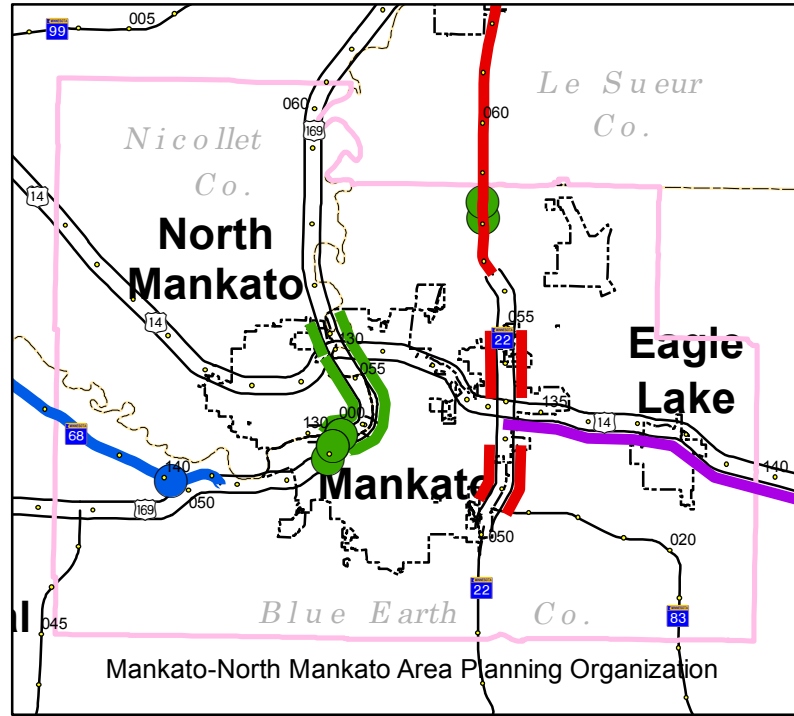 99
005
060
169
Nicollet
Co.
Le Sueur
Co.
060
14
North
Mankato
14
130
055
055
22
Eagle
Lake
135
14
000
130
68
140
050
169
Mankato
140
050
020
22
83
045
al
Blue Earth Co.
Mankato-North Mankato Area Planning Organization